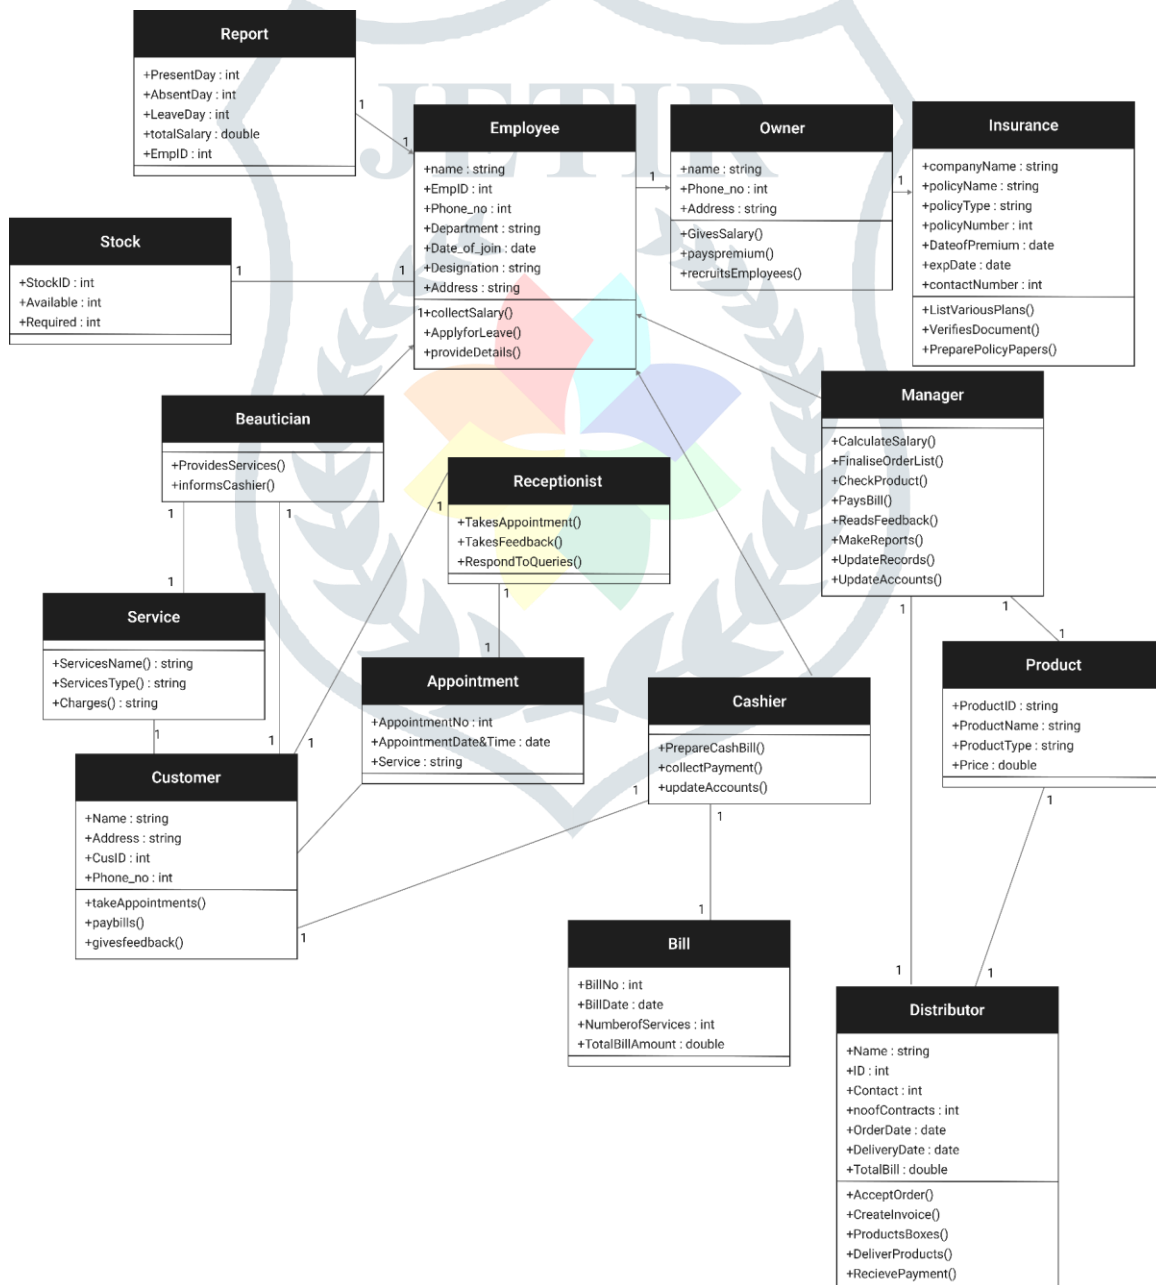 JETIR
Report
+PresentDay : int
+AbsentDay : int
+LeaveDay : int
+totalSalary : double
+EmpID : int
1
1
Employee
+name : string
+EmpID : int
+Phone_no : int
+Department : string
+Date_of_join : date
+Designation : string
+Address : string
1+collectSalary()
+ApplyforLeave()
+provideDetails()
1
Owner
+name : string
+Phone_no : int
+Address : string
+GivesSalary()
+payspremium()
+recruitsEmployees()
1
Insurance
+companyName : string
+policyName : string
+policyType : string
+policyNumber : int
+DateofPremium : date
+expDate : date
+contactNumber : int
+ListVariousPlans()
+VerifiesDocument()
+PreparePolicyPapers()
Stock
+StockID : int
+Available : int
+Required : int
1
1
Beautician
+ProvidesServices()
+informsCashier()
1
1
Receptionist
+TakesAppointment()
+TakesFeedback()
+RespondToQueries()
1
1
Manager
+CalculateSalary()
+FinaliseOrderList()
+CheckProduct()
+PaysBill()
+ReadsFeedback()
+MakeReports()
+UpdateRecords()
+UpdateAccounts()
1
1
1
Service
+ServicesName() : string
+ServicesType() : string
+Charges() : string
1
1
Appointment
+AppointmentNo : int
+AppointmentDate&Time : date
+Service : string
1
Cashier
+PrepareCashBill()
+collectPayment()
+updateAccounts()
1
1
1
Product
+ProductID : string
+ProductName : string
+ProductType : string
+Price : double
1
1
1
Customer
+Name : string
+Address : string
+CusID : int
+Phone_no : int
+takeAppointments()
+paybills()
+givesfeedback()
1
1
Bill
+BillNo : int
+BillDate : date
+NumberofServices : int
+TotalBillAmount : double
1
1
Distributor
+Name : string
+ID : int
+Contact : int
+noofContracts : int
+OrderDate : date
+DeliveryDate : date
+TotalBill : double
+AcceptOrder()
+CreateInvoice()
+ProductsBoxes()
+DeliverProducts()
+RecievePayment()